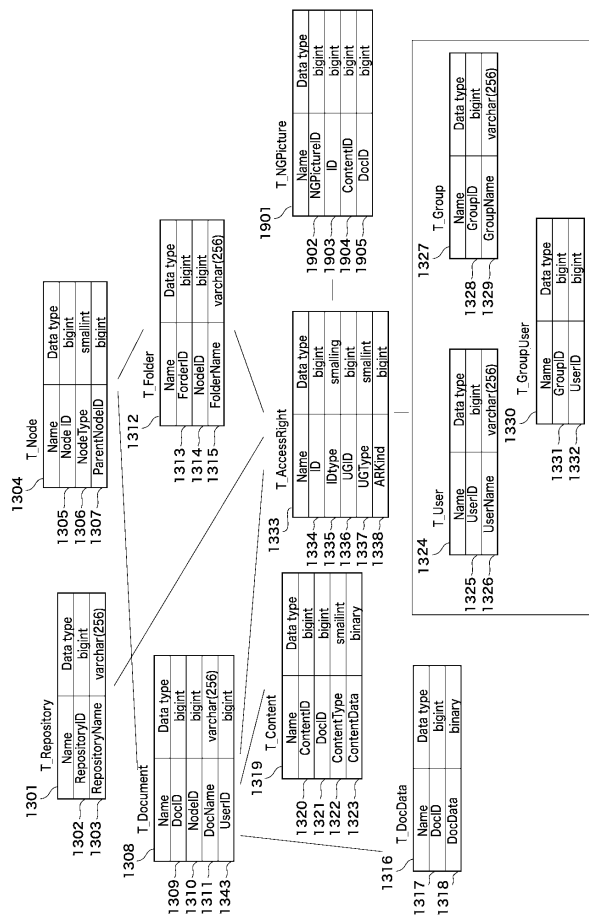 1301
T_Repository
Name Data type
1302 RepositoryID bigint
1303 RepositoryName varchar(256)
1304
T_Node
Name Data type
1305 Node ID bigint
1306 NodeType smallint
1307 ParentNodeID bigint
1308
T_Document
Name Data type
1309 DocID bigint
1310 NodeID bigint
1311 DocName varchar(256)
1343 UserID bigint
1312
T_Folder
Name Data type
1313 ForderID bigint
1314 NodeID bigint
1315 FolderName varchar(256)
1319
T_Content
Name Data type
1320 ContentID bigint
1321 DocID bigint
1322 ContentType smallint
1323 ContentData binary
1333
T_AccessRight
Name Data type
1334 ID bigint
1335 IDtype smalling
1336 UGID bigint
1337 UGType smallint
1338 ARKind bigint
1901
T_NGPicture
Name Data type
1902 NGPictureID bigint
1903 ID bigint
1904 ContentID bigint
1905 DocID bigint
1316
T_DocData
Name Data type
1317 DocID bigint
1318 DocData binary
1324
T_User
Name Data type
1325 UserID bigint
1326 UserName varchar(256)
1327
T_Group
Name Data type
1328 GroupID bigint
1329 GroupName varchar(256)
1330
T_GroupUser
Name Data type
1331 GroupID bigint
1332 UserID bigint